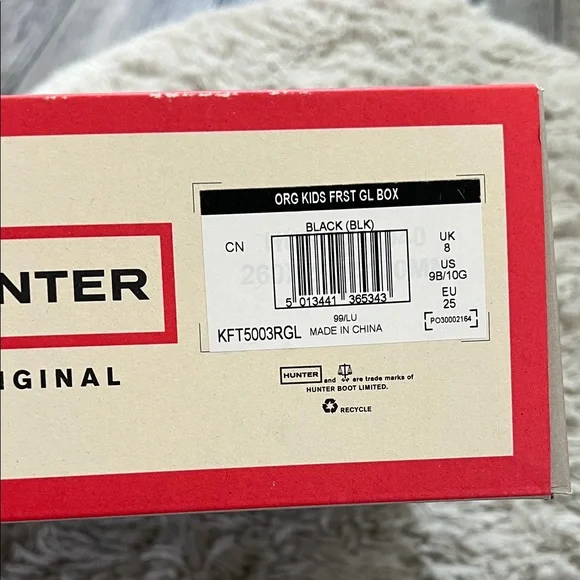 NTER
IGINAL
ORG KIDS FRST GL BOX
BLACK (BLK)
CN
5 013441 365343
99/LU
KFT5003RGL MADE IN CHINA
UK
8
US
9B/10G
EU
25
PO30002164
HUNTER and are trade marks of
HUNTER BOOT LIMITED.
RECYCLE